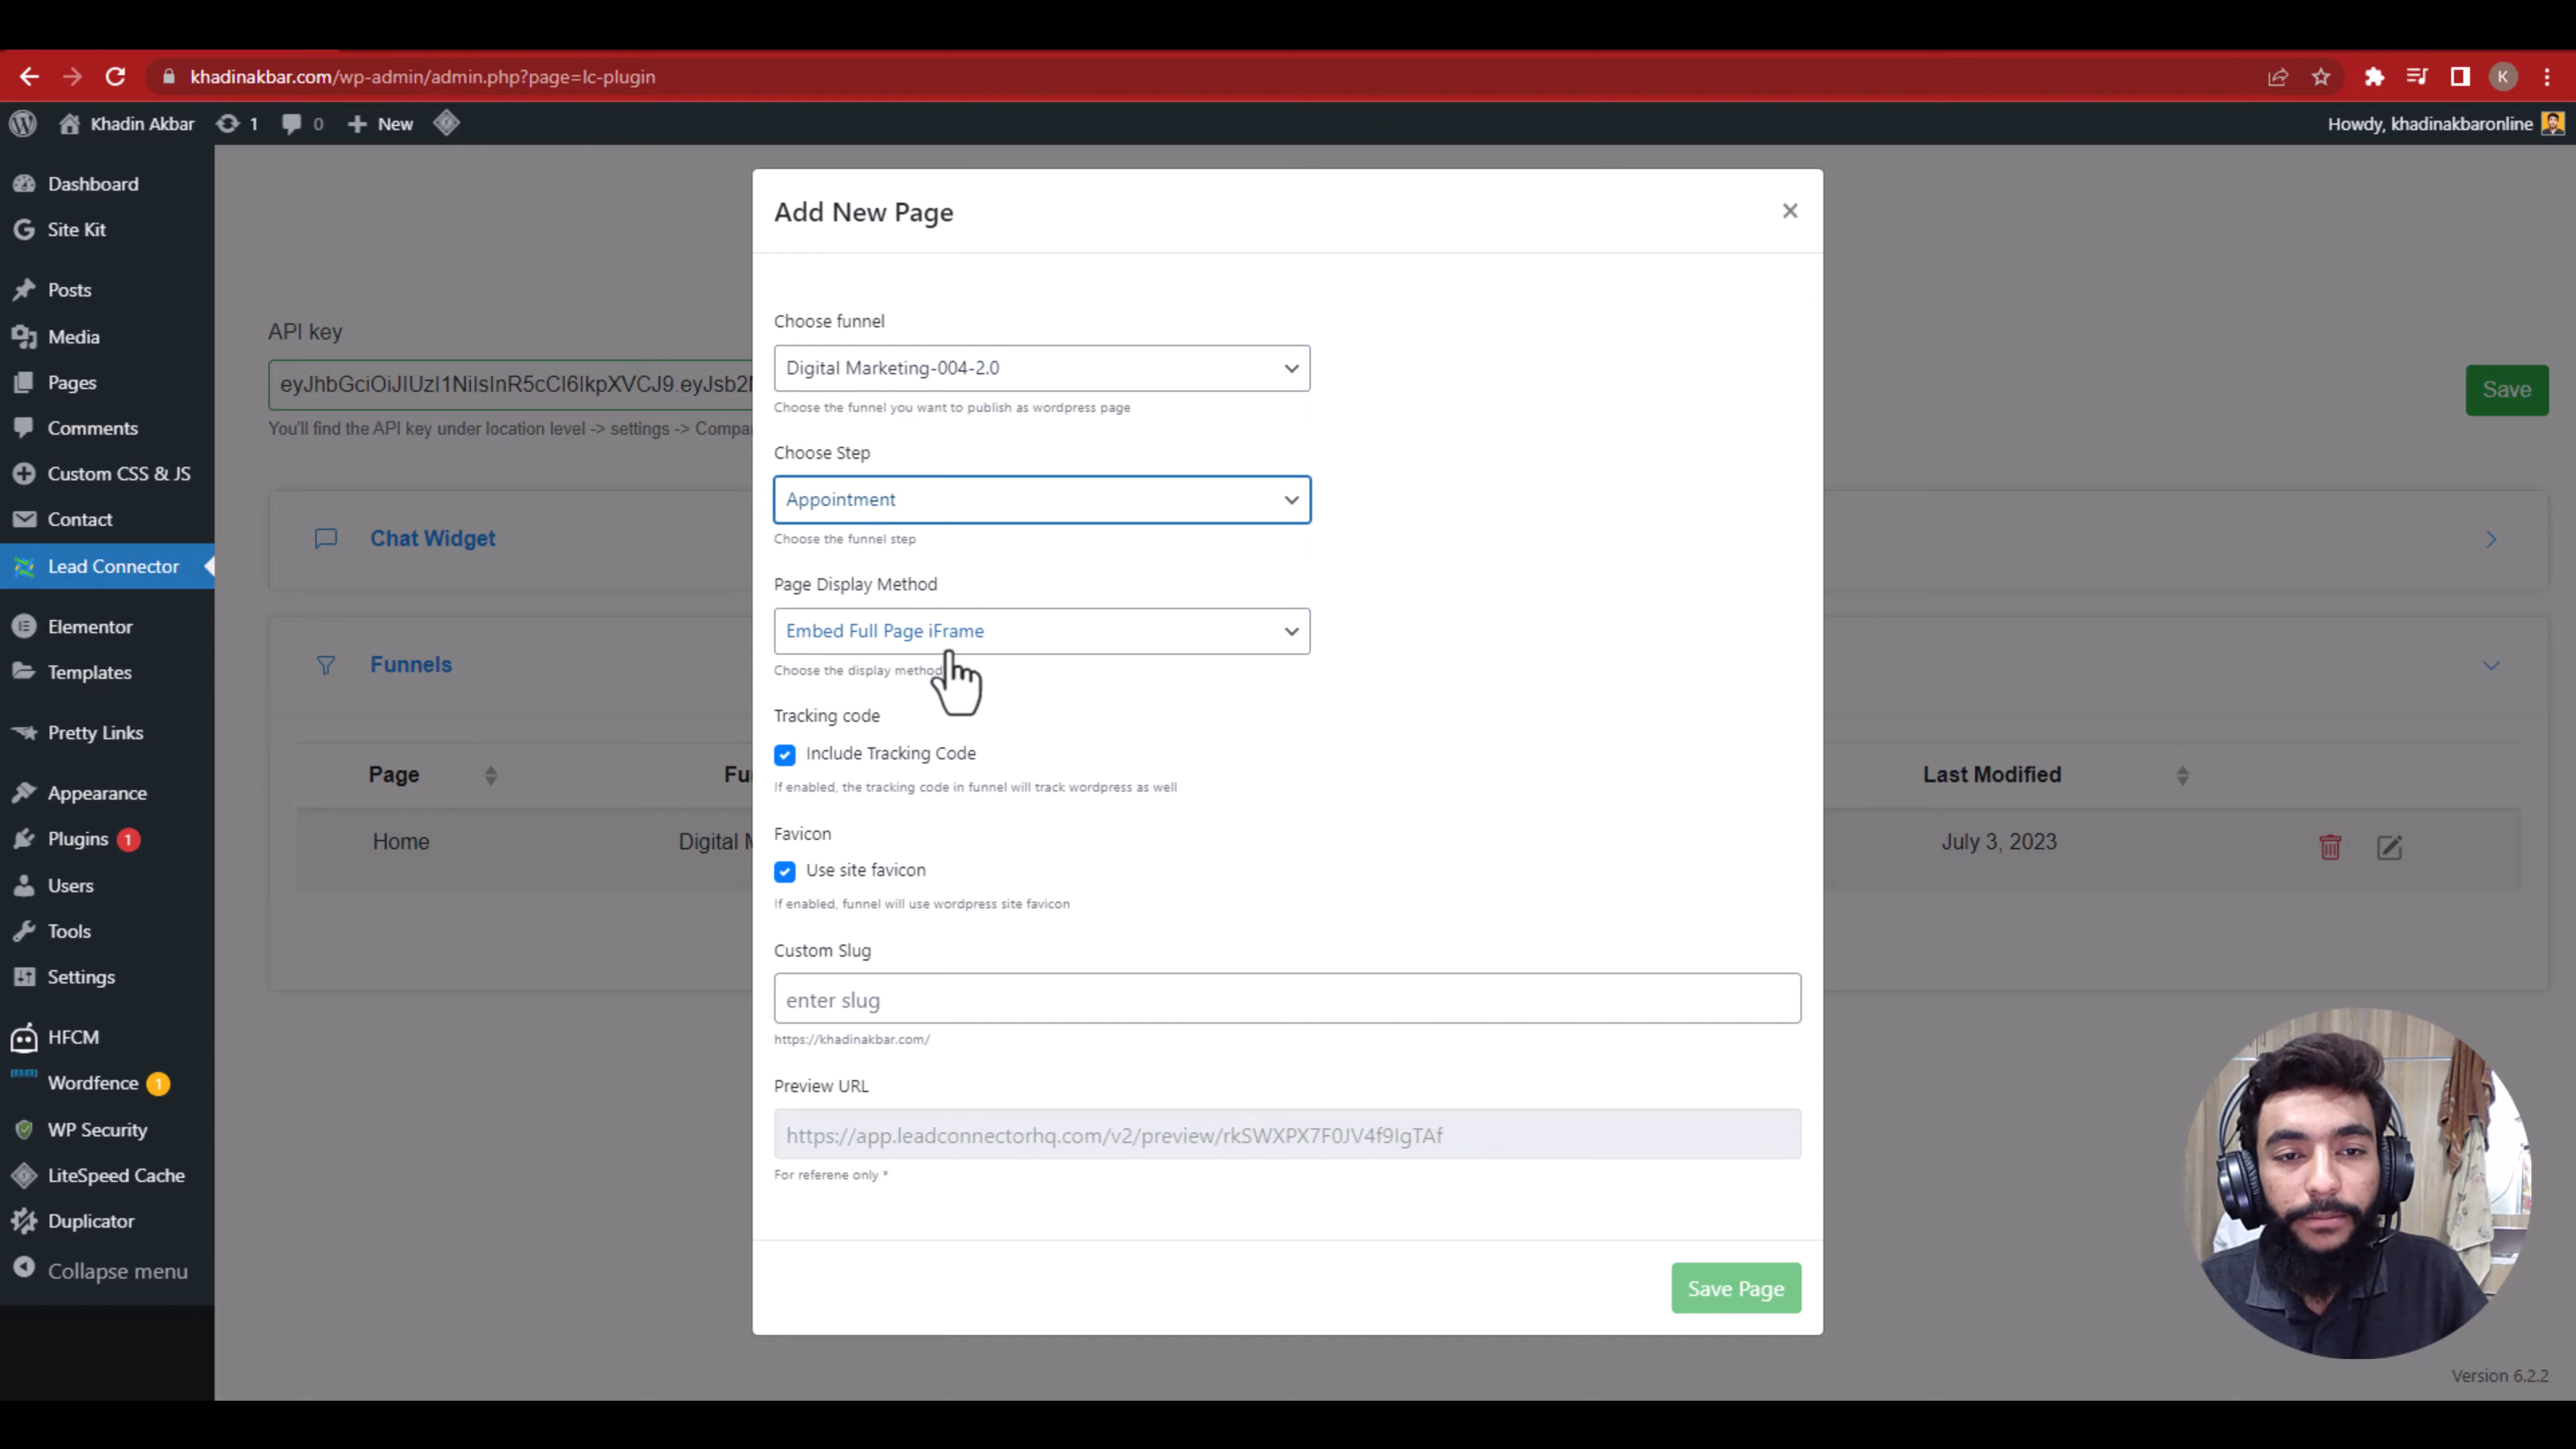 khadinakbar.com/wp-admin/admin.php?page=lc-plugin
K
Khadin Akbar
1
0
New
Howdy, khadinakbaronline
Dashboard
Site Kit
Posts
Media
Pages
Comments
Custom CSS & JS
Contact
Lead Connector
Elementor
Templates
Pretty Links
Appearance
Plugins 1
Users
Tools
Settings
HFCM
Wordfence 1
WP Security
LiteSpeed Cache
Duplicator
Collapse menu
API key
eyJhbGciOiJIUzI1NiIsInR5cCI6IkpXVCJ9.eyJsb2
You'll find the API key under location level -> settings -> Compa
Save
Chat Widget
Funnels
Page
Fu
Last Modified
Home
Digital M
July 3, 2023
Add New Page
×
Choose funnel
Digital Marketing-004-2.0
Choose the funnel you want to publish as wordpress page
Choose Step
Appointment
Choose the funnel step
Page Display Method
Embed Full Page iFrame
Choose the display method
Tracking code
Include Tracking Code
If enabled, the tracking code in funnel will track wordpress as well
Favicon
Use site favicon
If enabled, funnel will use wordpress site favicon
Custom Slug
enter slug
https://khadinakbar.com/
Preview URL
https://app.leadconnectorhq.com/v2/preview/rkSWXPX7F0JV4f9IgTAf
For referene only *
Save Page
Version 6.2.2